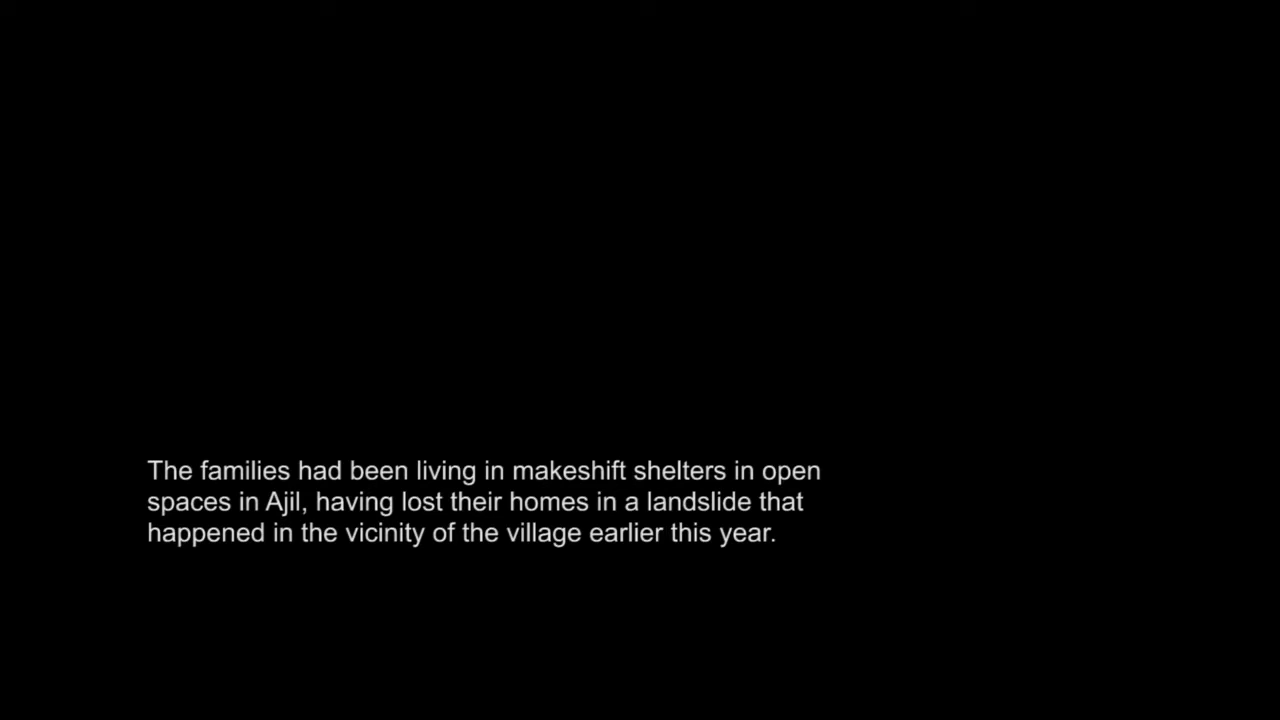 The families had been living in makeshift shelters in open
spaces in Ajil, having lost their homes in a landslide that
happened in the vicinity of the village earlier this year.